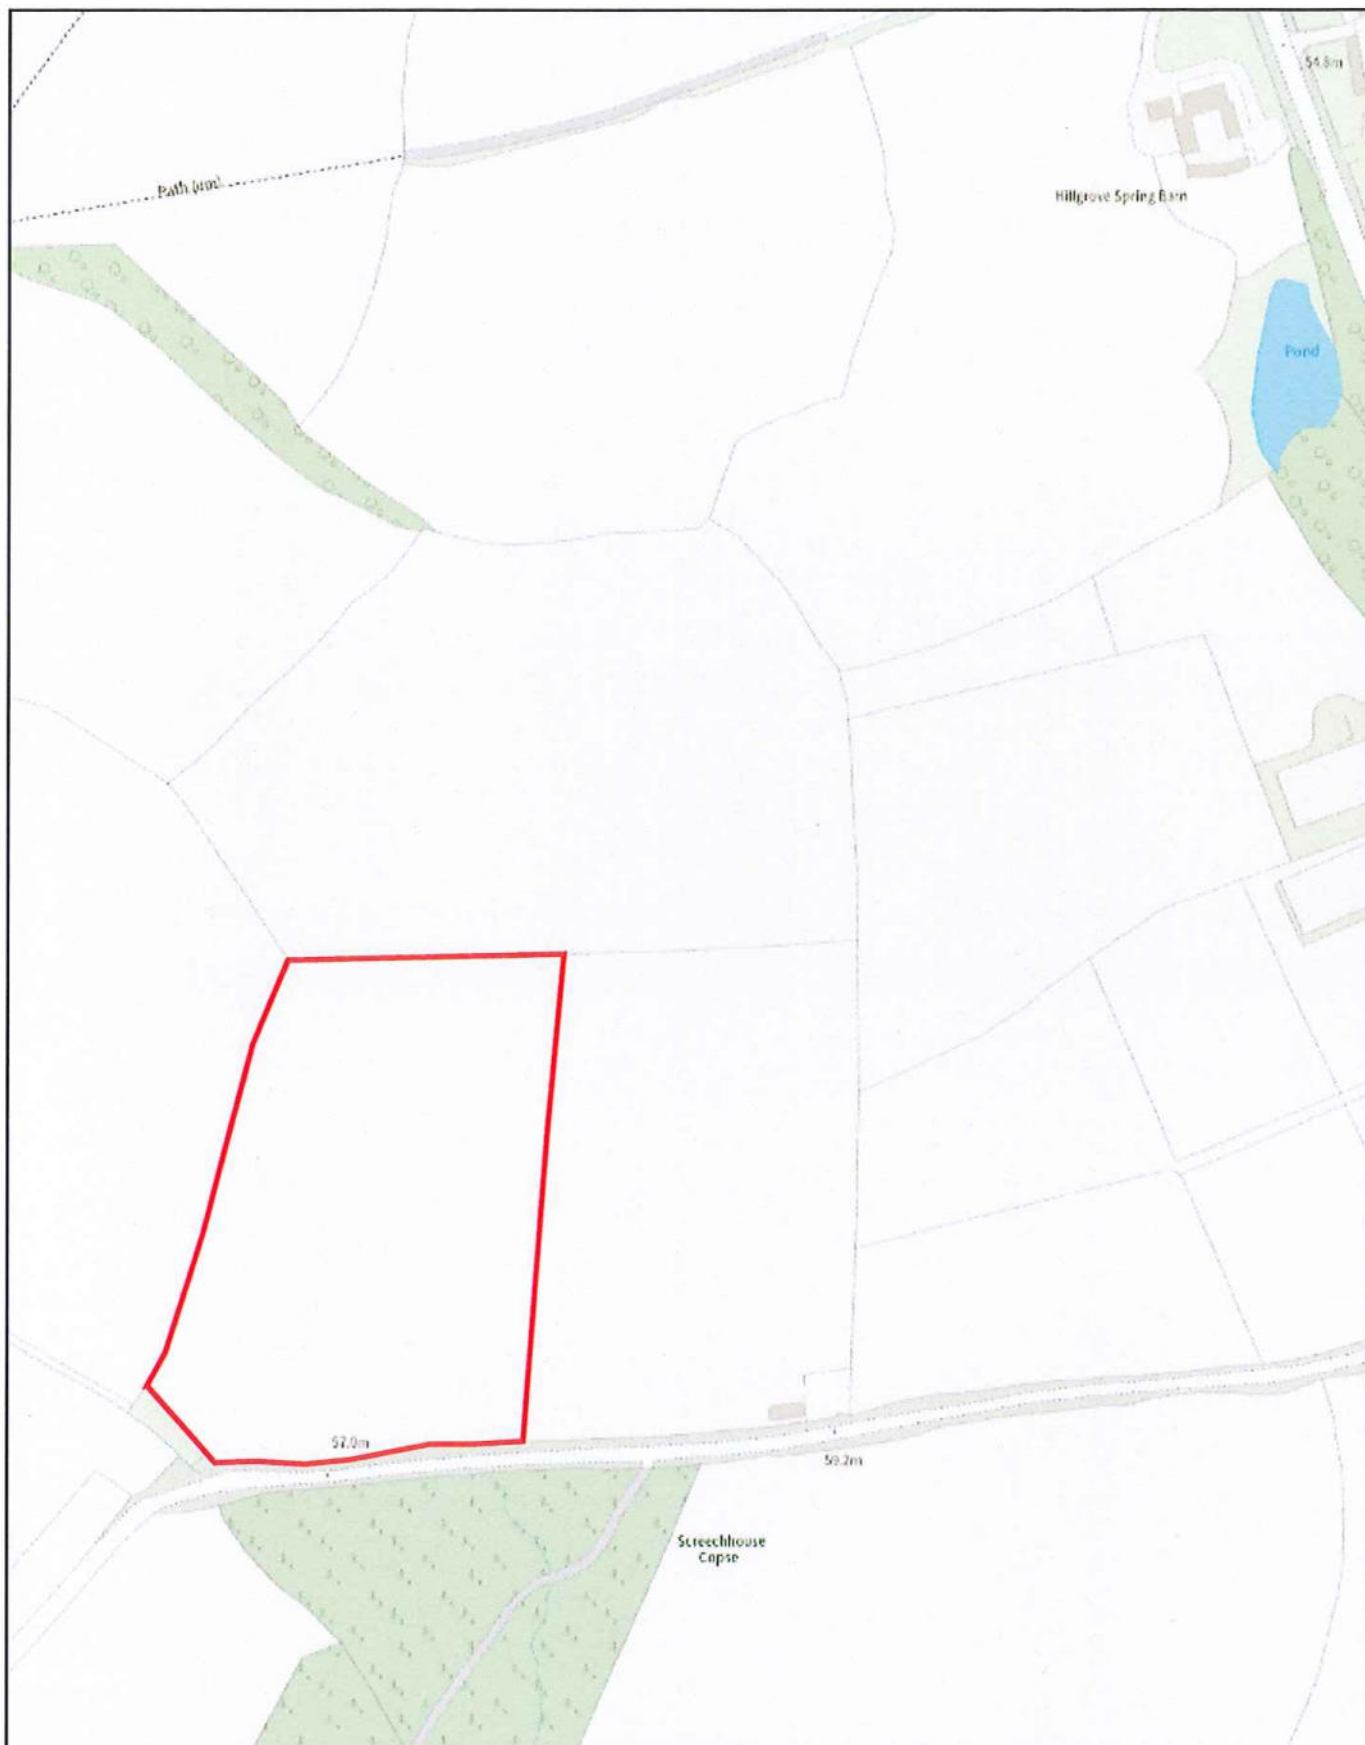 54.8m
Path (um)
Hillgrove Spring Barn
Pond
57.0m
59.2m
Screechhouse
Copse